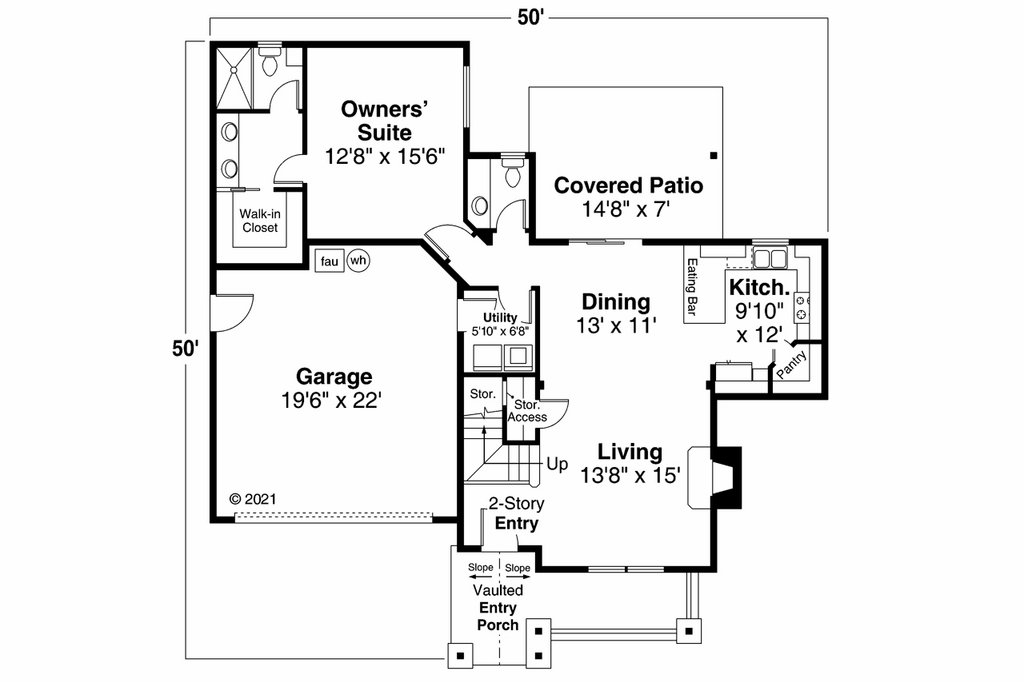 50'
Owners'
Suite
12'8" x 15'6"
Covered Patio
14'8" x 7'
Walk-in
Closet
fau
wh
Eating Bar
Kitch.
9'10"
x 12'
Dining
13' x 11'
Utility
5'10" x 6'8"
50'
Pantry
Garage
19'6" x 22'
Stor.
Stor.
Access
Living
13'8" x 15'
Up
© 2021
2-Story
Entry
Slope
Slope
Vaulted
Entry
Porch